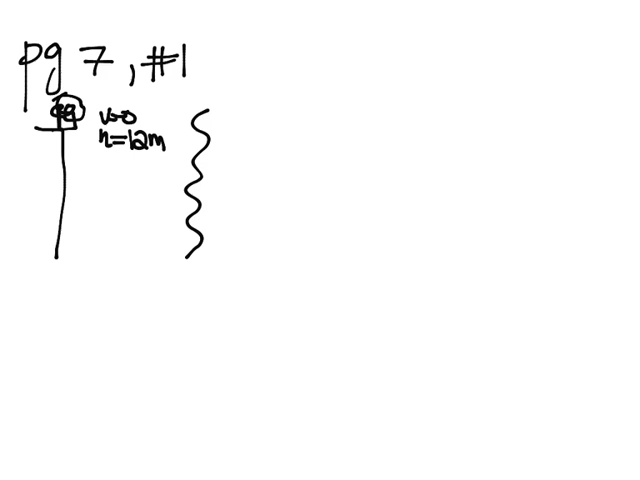 pg 7, #1
v=0
h=12m